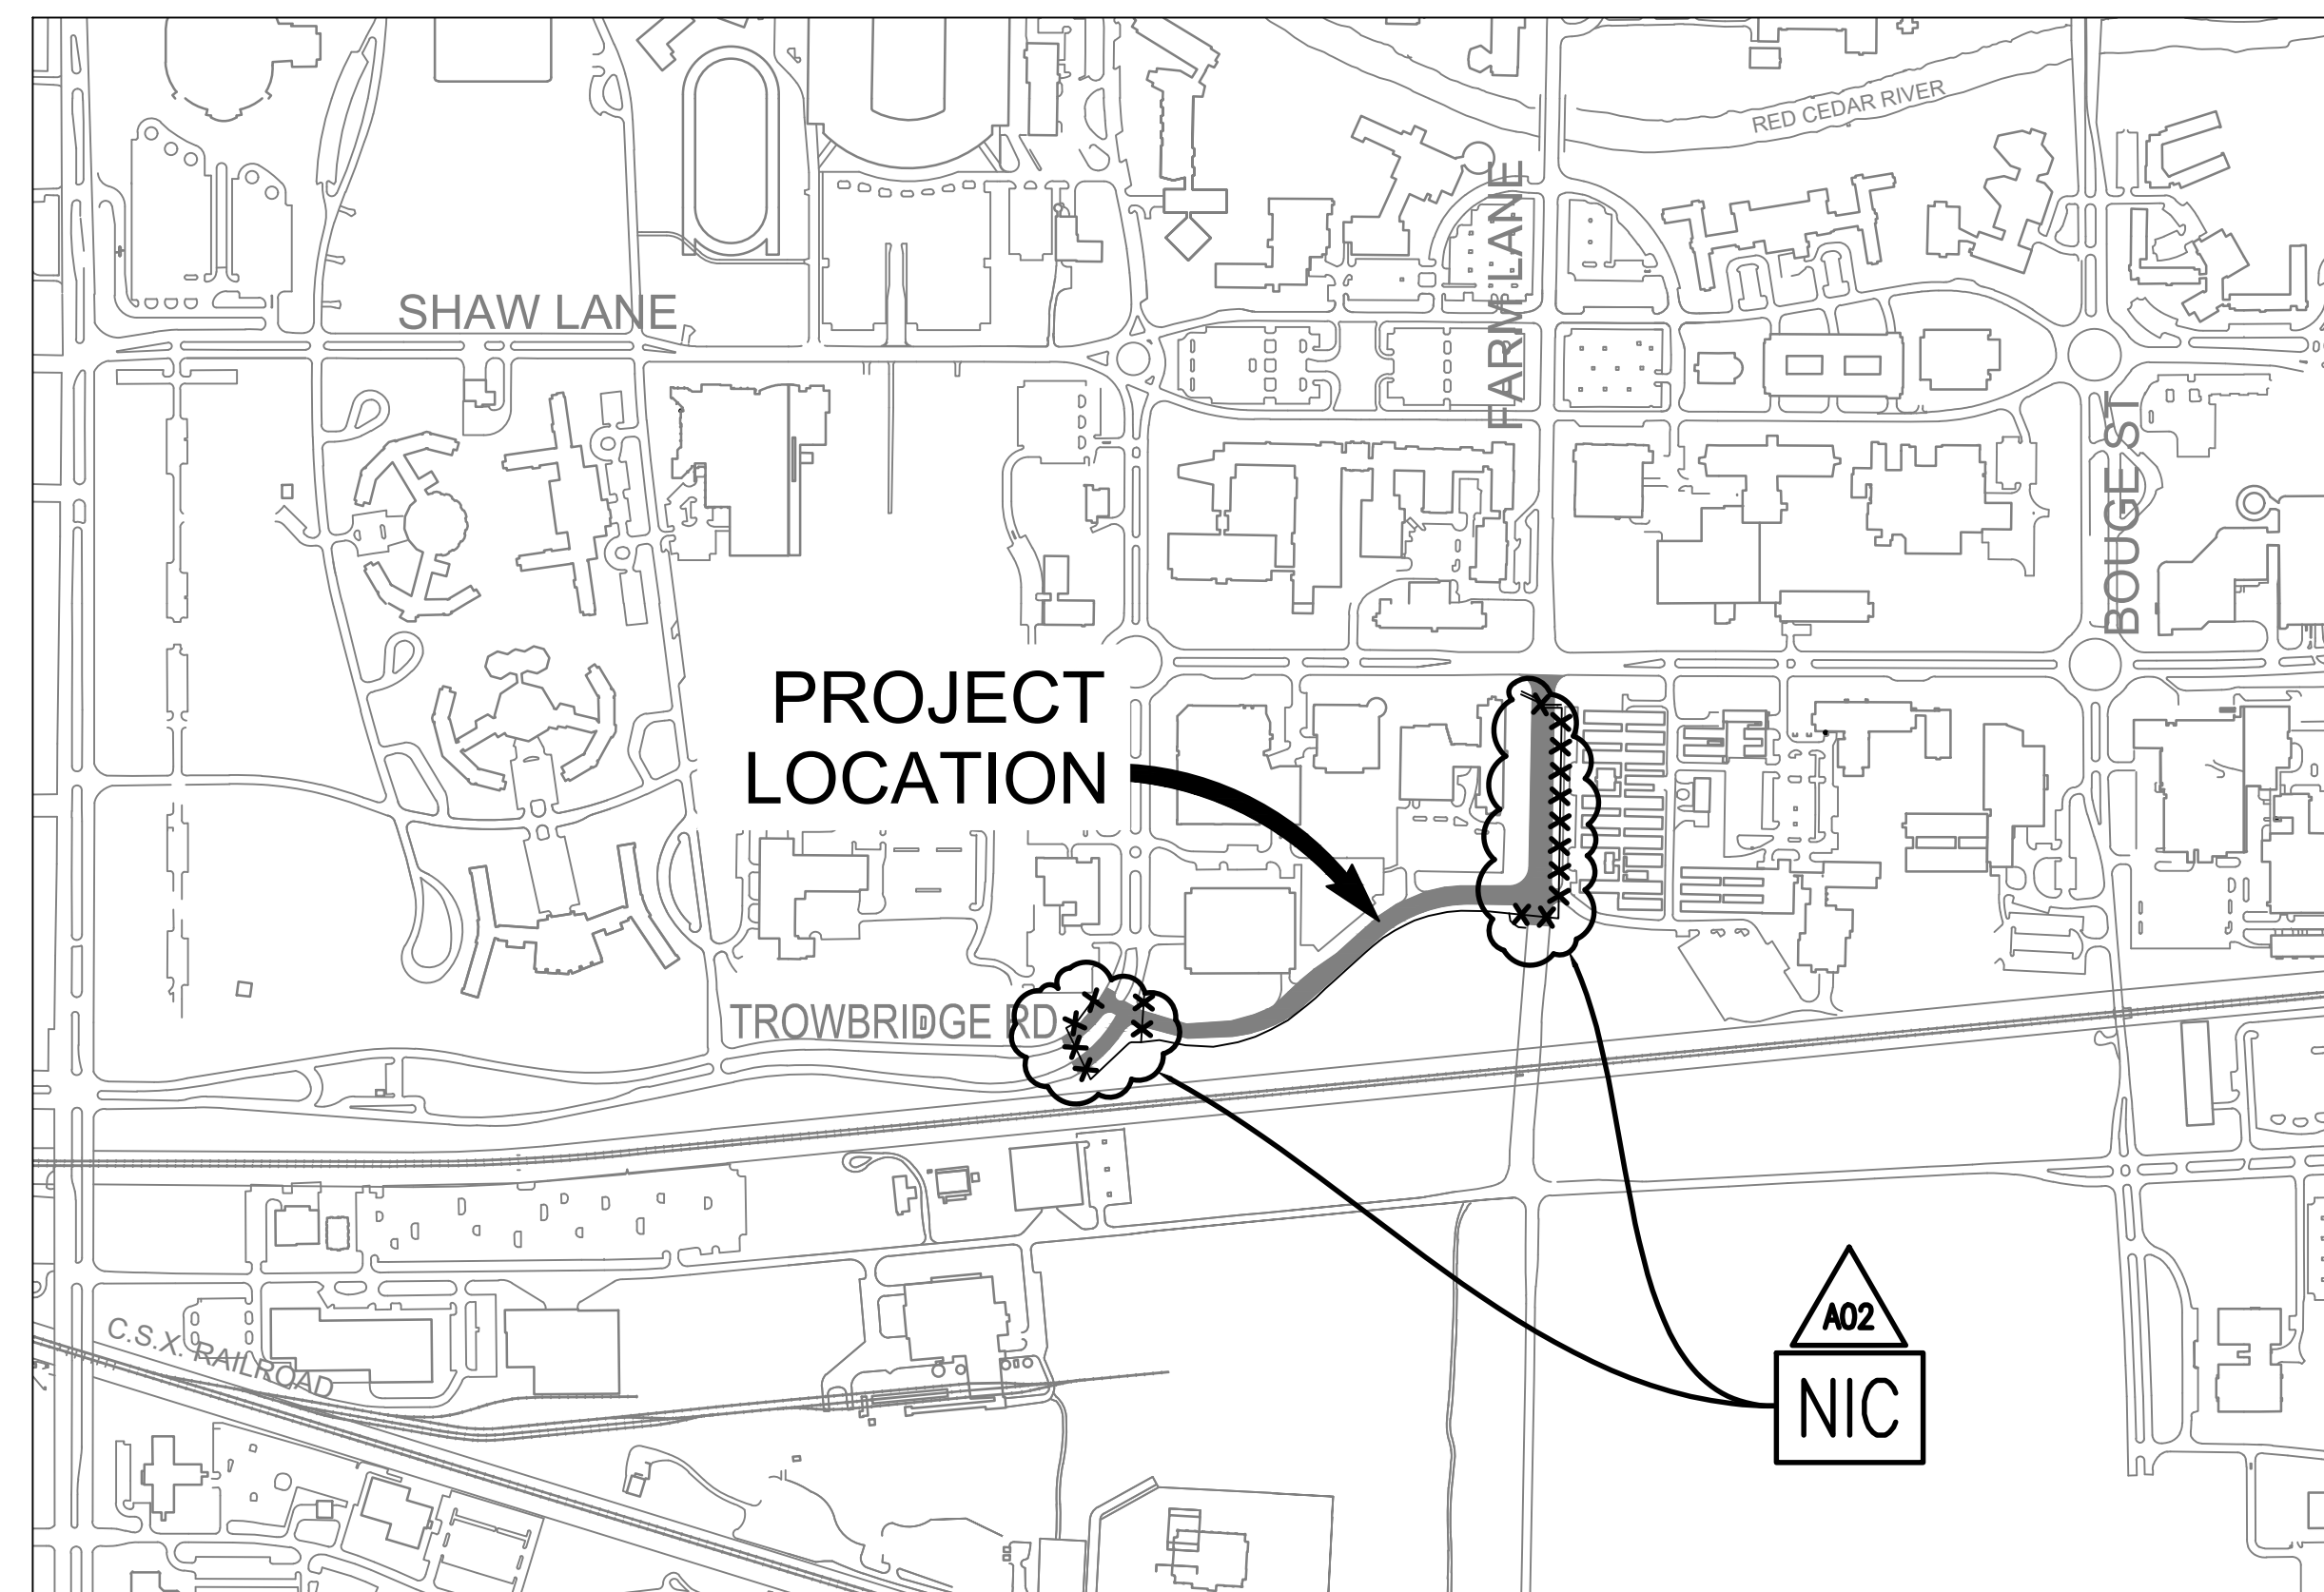 RED CEDAR RIVER
FARM LANE
SHAW LANE
BOUGE ST
PROJECT
LOCATION
TROWBRIDGE RD
A02
NIC
C.S.X. RAILROAD